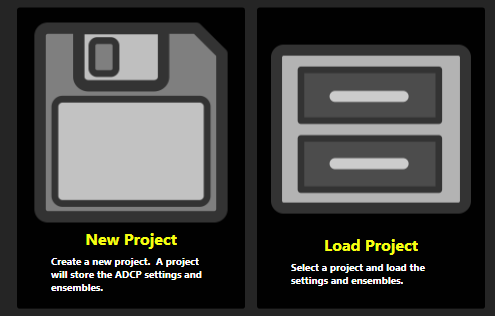 New Project
Create a new project.  A project
will store the ADCP settings and
ensembles.
Load Project
Select a project and load the
settings and ensembles.